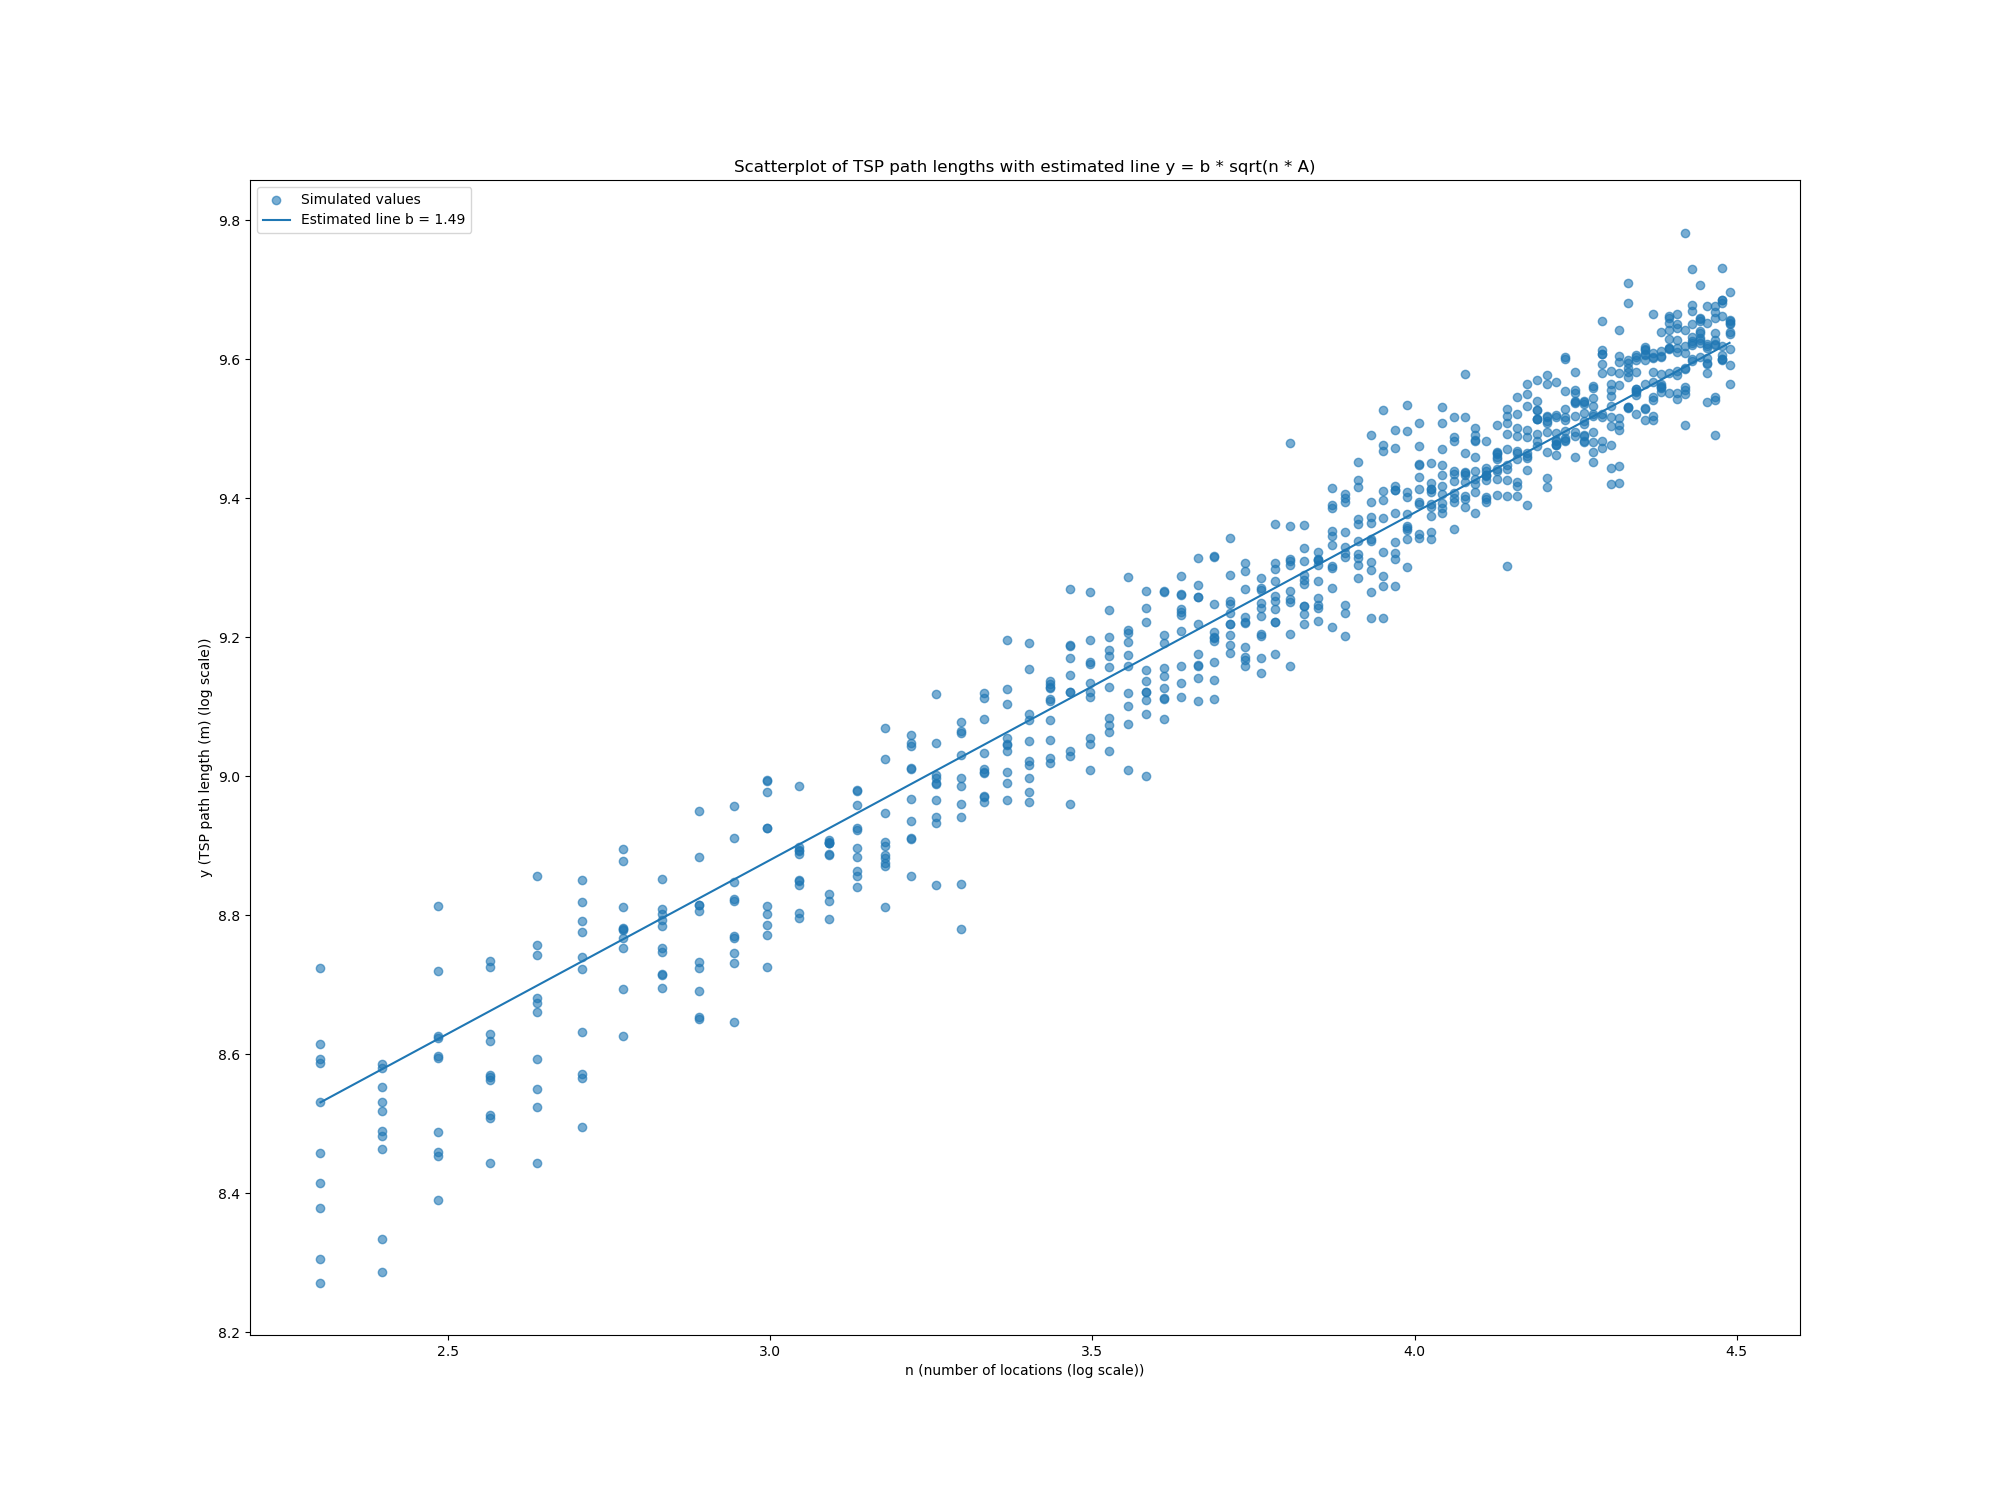 Scatterplot of TSP path lengths with estimated line y = b * sqrt(n * A)
Simulated values
Estimated line b = 1.49
9.8
9.6
9.4
9.2
9.0
8.8
8.6
8.4
8.2
y (TSP path length (m) (log scale))
2.5
3.0
3.5
4.0
4.5
n (number of locations (log scale))